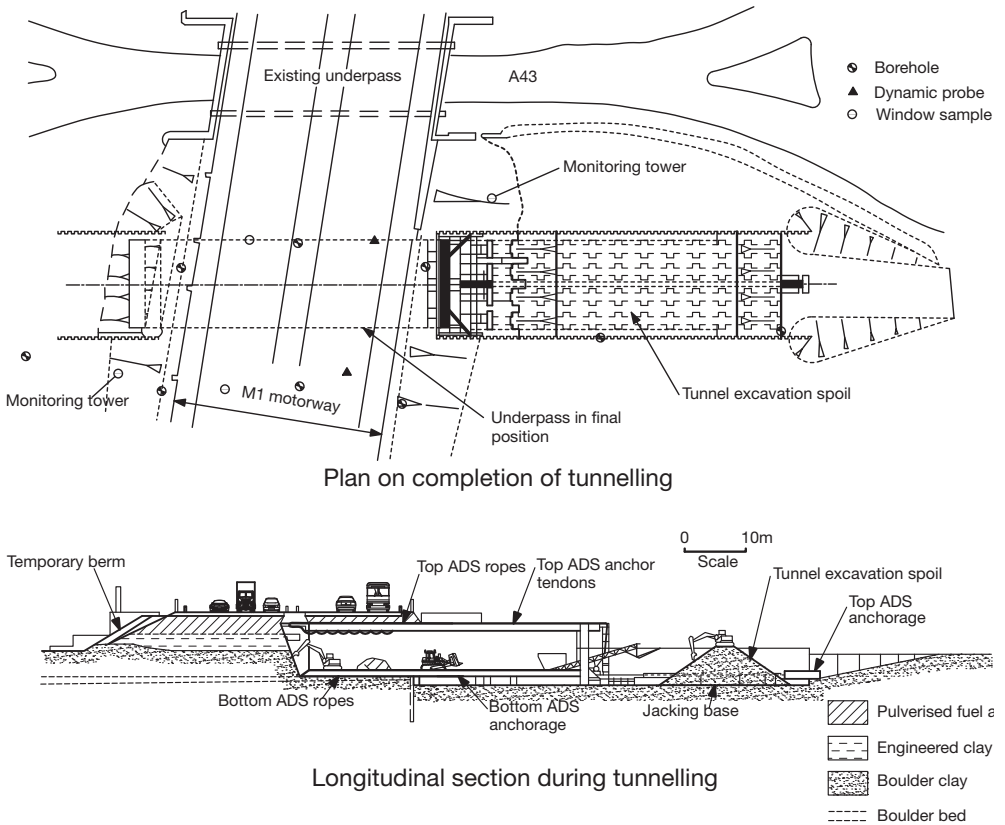 Existing underpass
A43
Borehole
Dynamic probe
Window sample
Monitoring tower
Tunnel excavation spoil
Monitoring tower
M1 motorway
Underpass in final
position
Plan on completion of tunnelling
0 10m
Scale
Temporary berm
Top ADS ropes
Top ADS anchor
tendons
Tunnel excavation spoil
Top ADS
anchorage
Bottom ADS ropes
Bottom ADS
anchorage
Jacking base
Pulverised fuel a
Engineered clay
Boulder clay
Boulder bed
Longitudinal section during tunnelling